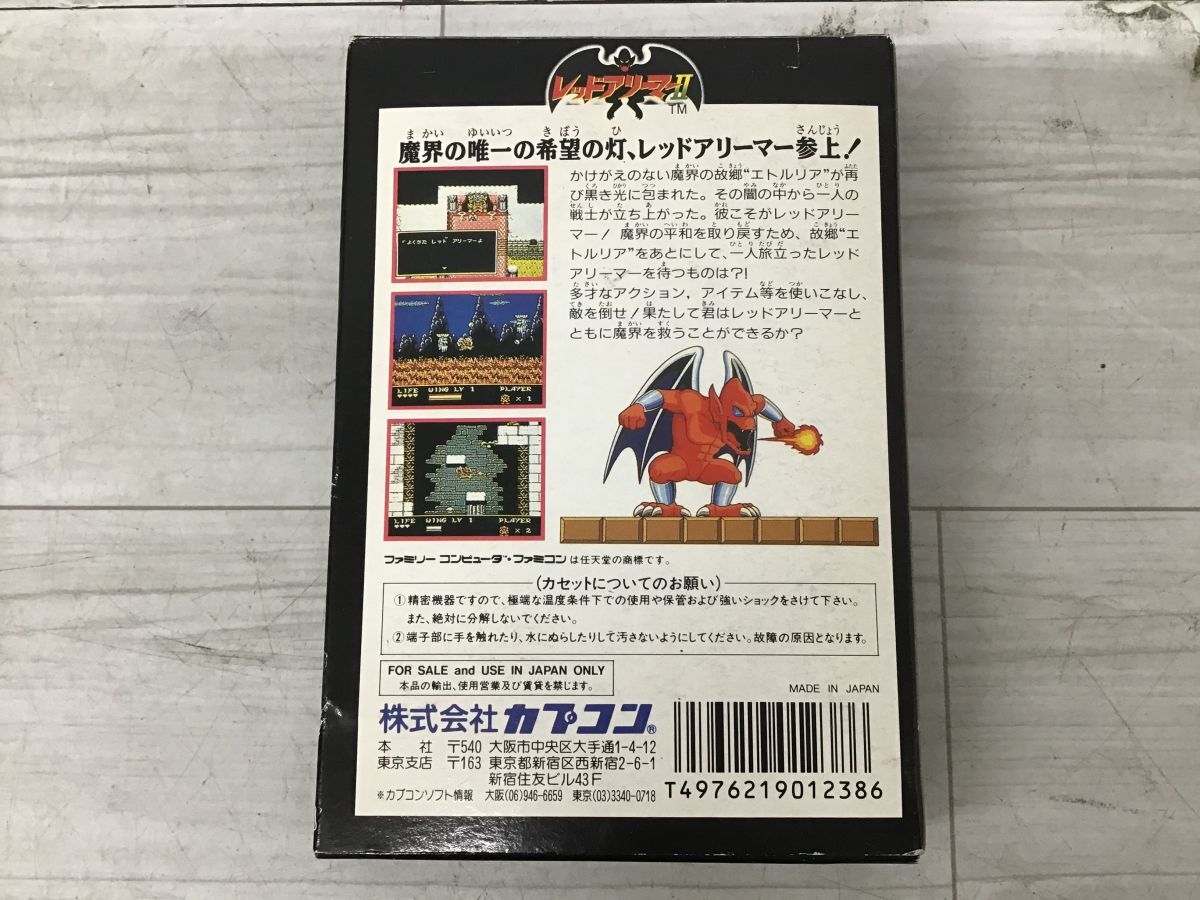 レッドアリーマーII
TM
魔界の唯一の希望の灯、レッドアリーマー参上!
かけがえのない魔界の故郷“エトルリア”が再
び黒き光に包まれた。その闇の中から一人の
戦士が立ち上がった。彼こそがレッドアリー
マー! 魔界の平和を取り戻すため、故郷“エ
トルリア”をあとにして、一人旅立ったレッド
アリーマーを待つものは?!
多才なアクション，アイテム等を使いこなし、
敵を倒せ!果たして君はレッドアリーマーと
ともに魔界を救うことができるか?
「よくきた レッド アリーマーよ
LIFE WING LV 1 PLAYER
× 1
LIFE WING LV 1 PLAYER
× 2
ファミリー コンピュータ・ファミコンは任天堂の商標です。
(カセットについてのお願い)
①精密機器ですので、極端な温度条件下での使用や保管および強いショックをさけて下さい。
また、絶対に分解しないでください。
②端子部に手を触れたり、水にぬらしたりして汚さないようにしてください。故障の原因となります。
FOR SALE and USE IN JAPAN ONLY
本品の輸出、使用営業及び賃貸を禁じます。
MADE IN JAPAN
株式会社 カプコン®
本 社 〒540 大阪市中央区大手通1-4-12
東京支店 〒163 東京都新宿区西新宿2-6-1
新宿住友ビル43F
※カプコンソフト情報 大阪(06)946-6659 東京(03)3340-0718
T4976219012386